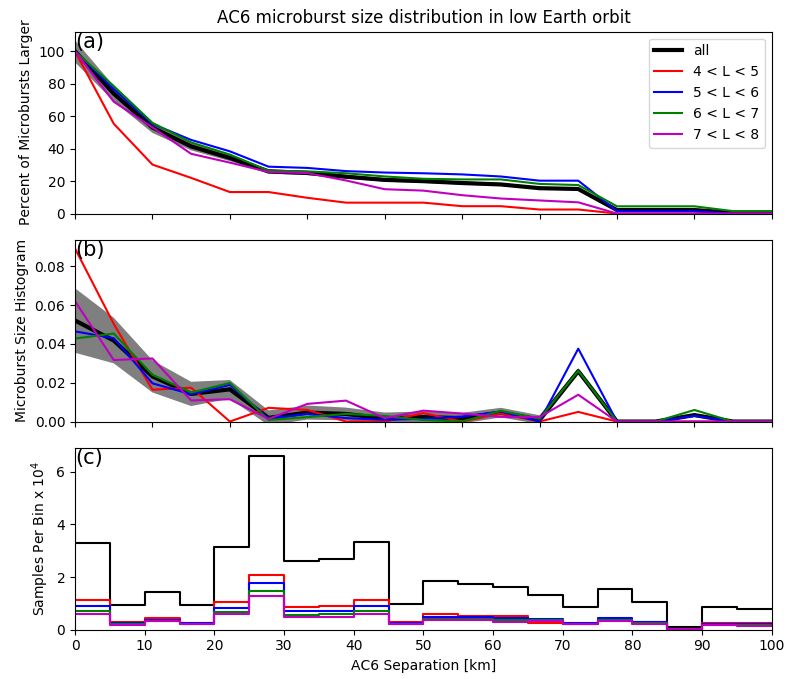 AC6 microburst size distribution in low Earth orbit
(a)
Percent of Microbursts Larger
100
80
60
40
20
0
all
4 < L < 5
5 < L < 6
6 < L < 7
7 < L < 8
(b)
Microburst Size Histogram
0.08
0.06
0.04
0.02
0.00
(c)
Samples Per Bin x 10⁴
6
4
2
0
0 10 20 30 40 50 60 70 80 90 100
AC6 Separation [km]